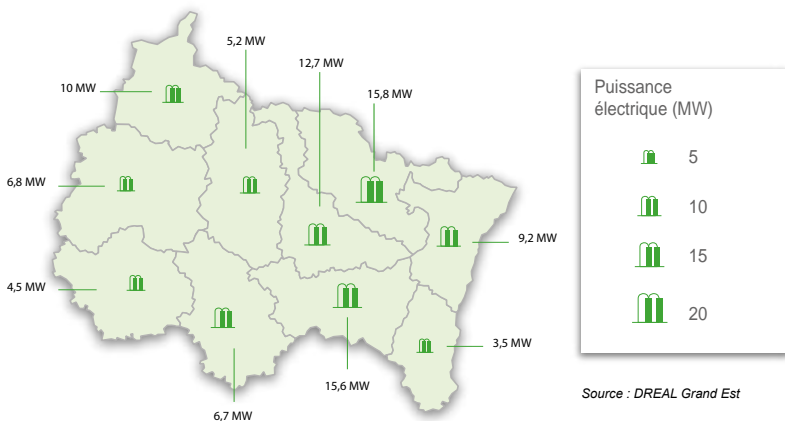 5,2 MW
12,7 MW
15,8 MW
10 MW
6,8 MW
9,2 MW
4,5 MW
3,5 MW
15,6 MW
6,7 MW
Puissance
électrique (MW)
5
10
15
20
Source : DREAL Grand Est